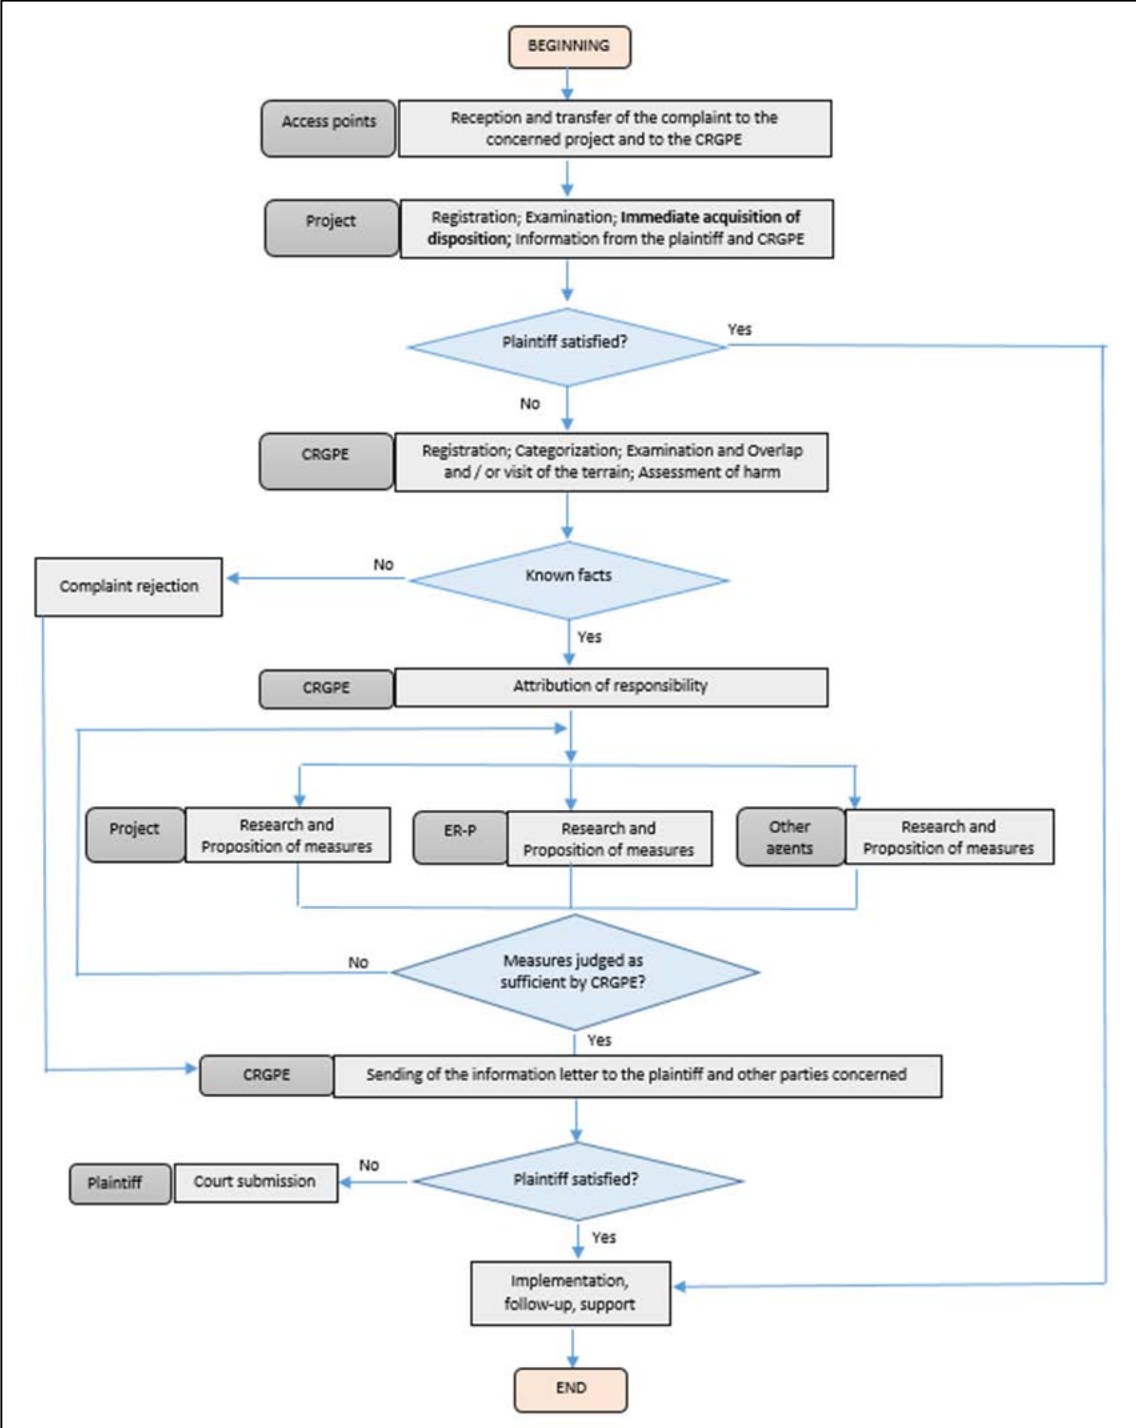 BEGINNING
Access points
Reception and transfer of the complaint to the
concerned project and to the CRGPE
Project
Registration; Examination; Immediate acquisition of
disposition; Information from the plaintiff and CRGPE
Plaintiff satisfied?
Yes
No
CRGPE
Registration; Categorization; Examination and Overlap
and / or visit of the terrain; Assessment of harm
Complaint rejection
No
Known facts
Yes
CRGPE
Attribution of responsibility
Project
Research and
Proposition of measures
ER-P
Research and
Proposition of measures
Other
agents
Research and
Proposition of measures
No
Measures judged as
sufficient by CRGPE?
Yes
CRGPE
Sending of the information letter to the plaintiff and other parties concerned
Plaintiff
Court submission
No
Plaintiff satisfied?
Yes
Implementation,
follow-up, support
END